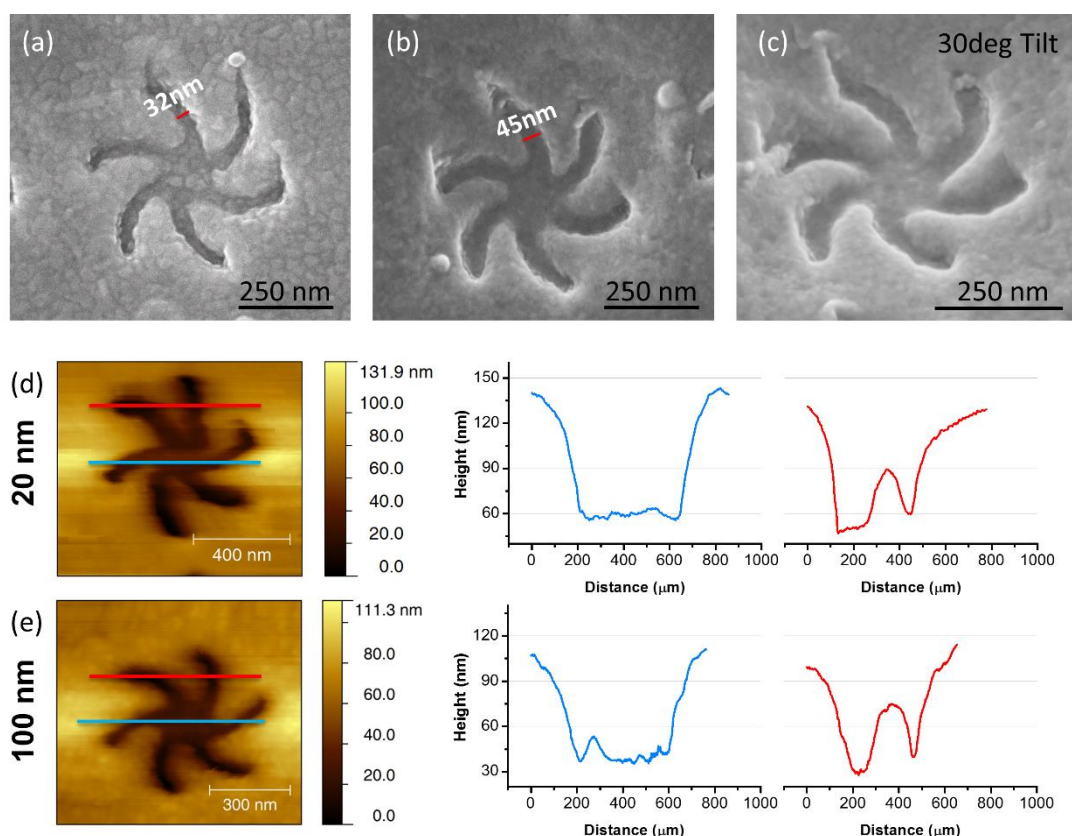 (a)
32nm
250 nm
(b)
45nm
250 nm
(c)
30deg Tilt
250 nm
(d)
20 nm
400 nm
131.9 nm
100.0
80.0
60.0
40.0
20.0
0.0
Height (nm)
150
120
90
60
0 200 400 600 800 1000
Distance (μm)
0 200 400 600 800 1000
Distance (μm)
(e)
100 nm
300 nm
111.3 nm
80.0
60.0
40.0
20.0
0.0
Height (nm)
120
90
60
30
0 200 400 600 800 1000
Distance (μm)
0 200 400 600 800 1000
Distance (μm)